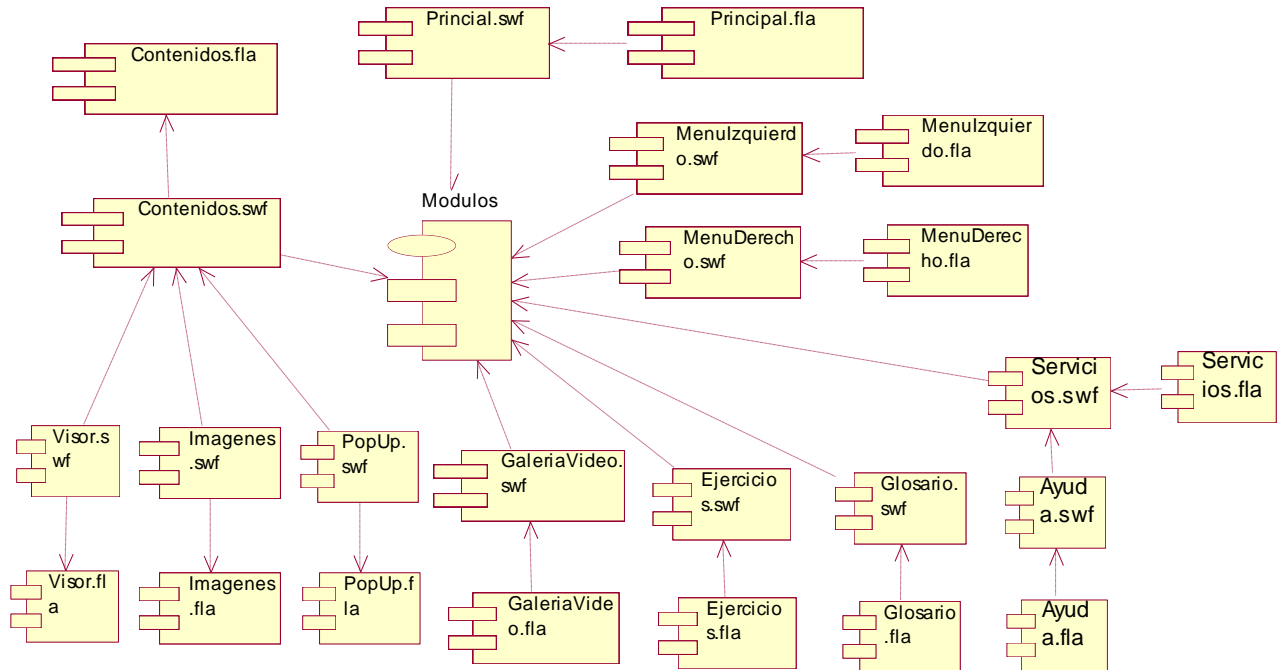 Princial.swf
Principal.fla
Contenidos.fla
MenuIzquierd
o.swf
MenuIzquier
do.fla
Modulos
Contenidos.swf
MenuDerech
o.swf
MenuDerec
ho.fla
Servici
os.swf
Servic
ios.fla
Visor.s
wf
Imagenes
.swf
PopUp.
swf
GaleriaVideo.
swf
Ejercicio
s.swf
Glosario.
swf
Ayud
a.swf
Visor.fl
a
Imagenes
.fla
PopUp.f
la
GaleriaVide
o.fla
Ejercicio
s.fla
Glosario
.fla
Ayud
a.fla